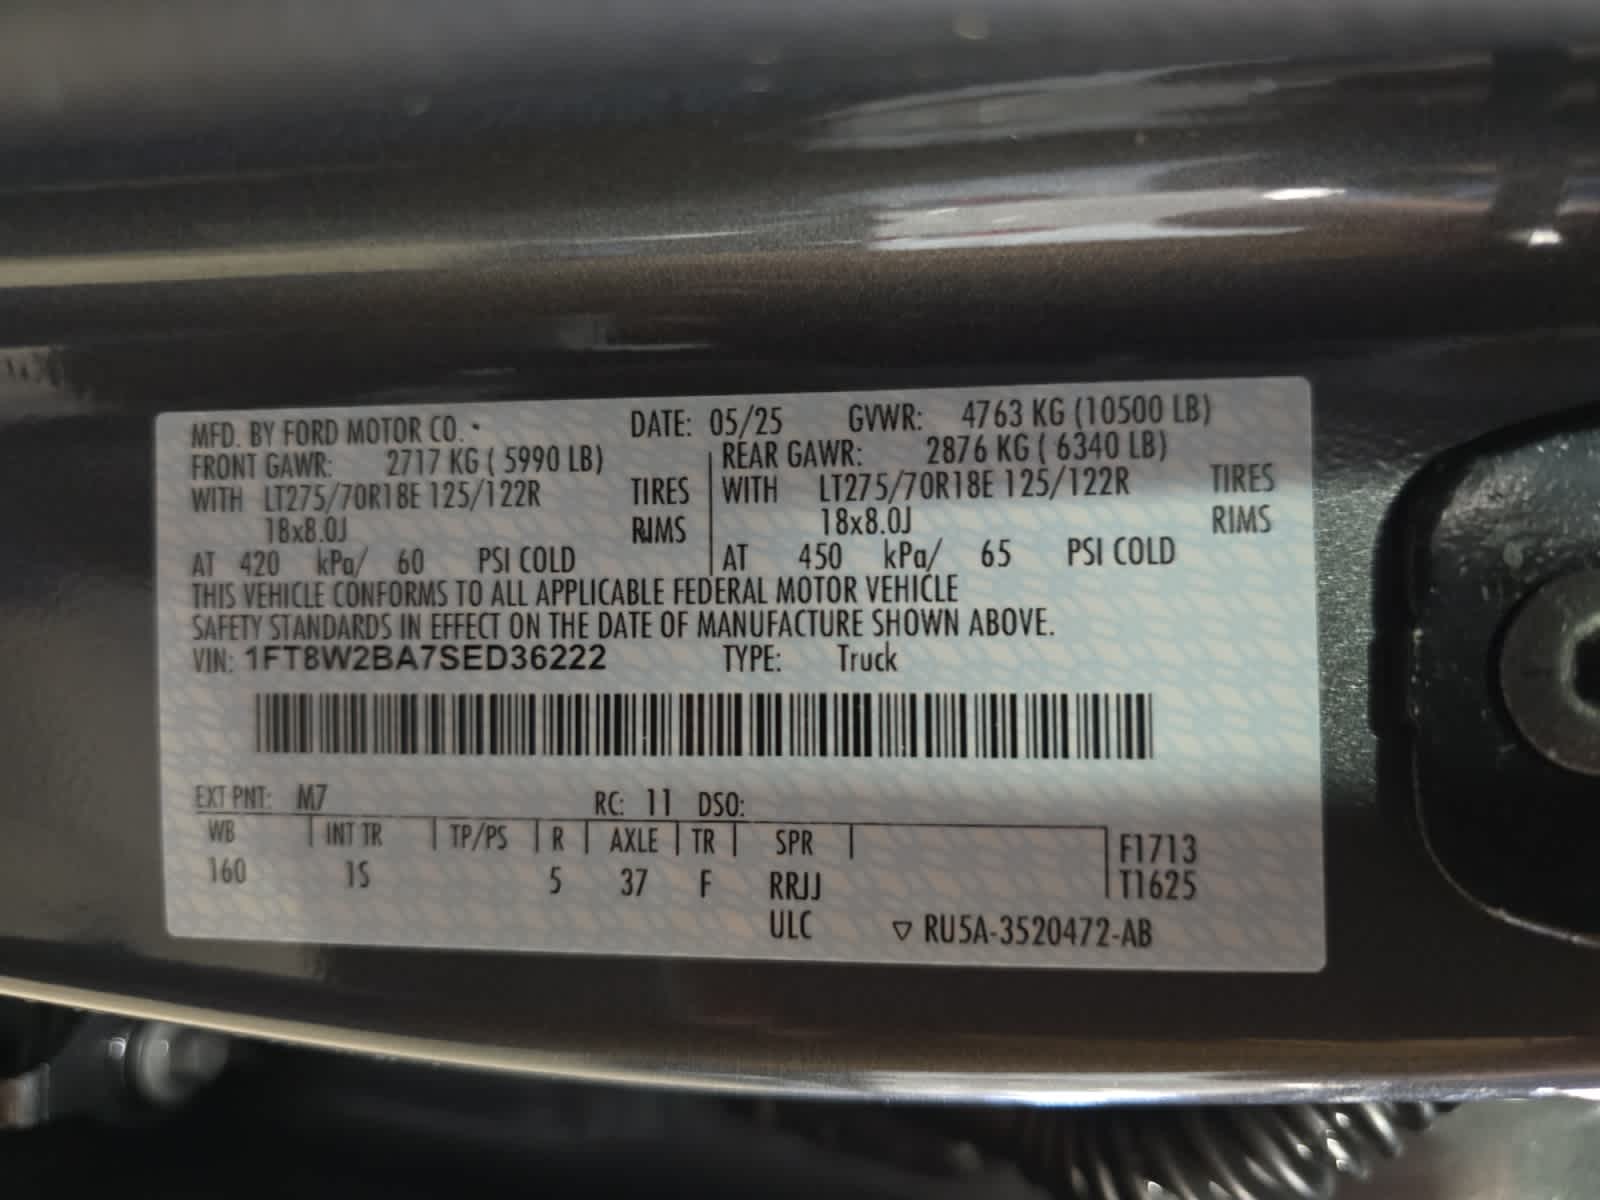 MFD. BY FORD MOTOR CO. DATE: 05/25 GVWR: 4763 KG (10500 LB)
FRONT GAWR: 2717 KG ( 5990 LB) REAR GAWR: 2876 KG ( 6340 LB)
WITH LT275/70R18E 125/122R TIRES WITH LT275/70R18E 125/122R TIRES
18x8.0J RIMS 18x8.0J RIMS
AT 420 kPa/ 60 PSI COLD AT 450 kPa/ 65 PSI COLD
THIS VEHICLE CONFORMS TO ALL APPLICABLE FEDERAL MOTOR VEHICLE
SAFETY STANDARDS IN EFFECT ON THE DATE OF MANUFACTURE SHOWN ABOVE.
VIN: 1FT8W2BA7SED36222 TYPE: Truck
EXT PNT: M7 RC: 11 DSO:
WB INT TR TP/PS R AXLE TR SPR F1713
160 1S 5 37 F RRJJ T1625
ULC ▽ RU5A-3520472-AB